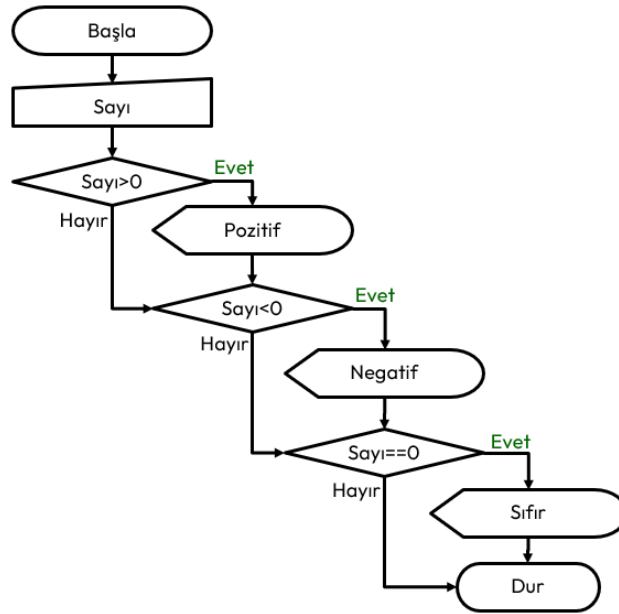 Başla
Sayı
Sayı>0
Evet
Hayır
Pozitif
Sayı<0
Evet
Hayır
Negatif
Sayı==0
Evet
Hayır
Sıfır
Dur